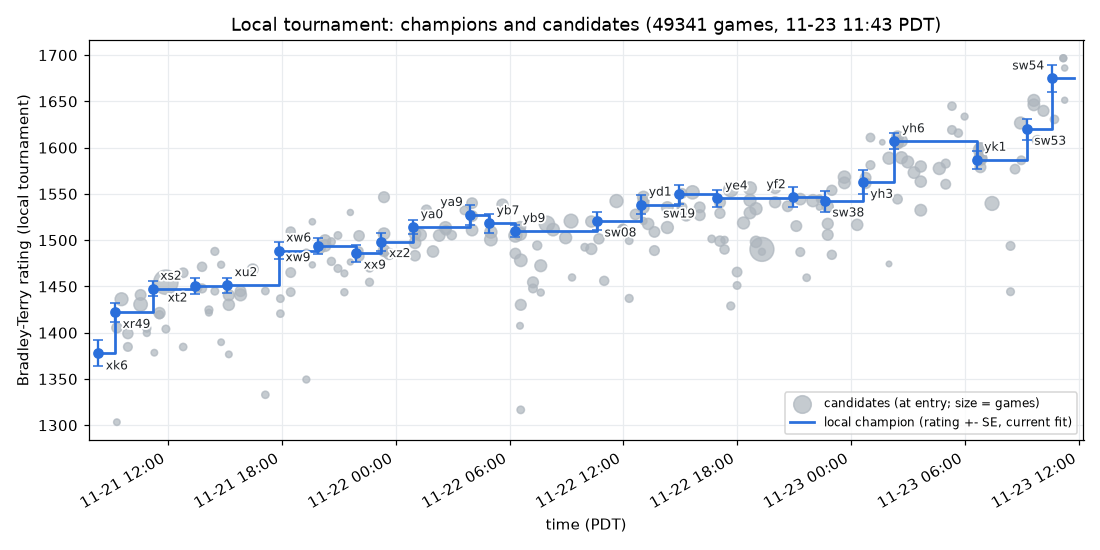 Local tournament: champions and candidates (49341 games, 11-23 11:43 PDT)
Bradley-Terry rating (local tournament)
1700
1650
1600
1550
1500
1450
1400
1350
1300
xk6
xr49
xs2
xt2
xu2
xw9
xw6
xx9
xz2
ya0
ya9
yb7
yb9
sw08
yd1
sw19
ye4
yf2
sw38
yh3
yh6
yk1
sw53
sw54
candidates (at entry; size = games)
local champion (rating +- SE, current fit)
11-21 12:00
11-21 18:00
11-22 00:00
11-22 06:00
11-22 12:00
11-22 18:00
11-23 00:00
11-23 06:00
11-23 12:00
time (PDT)